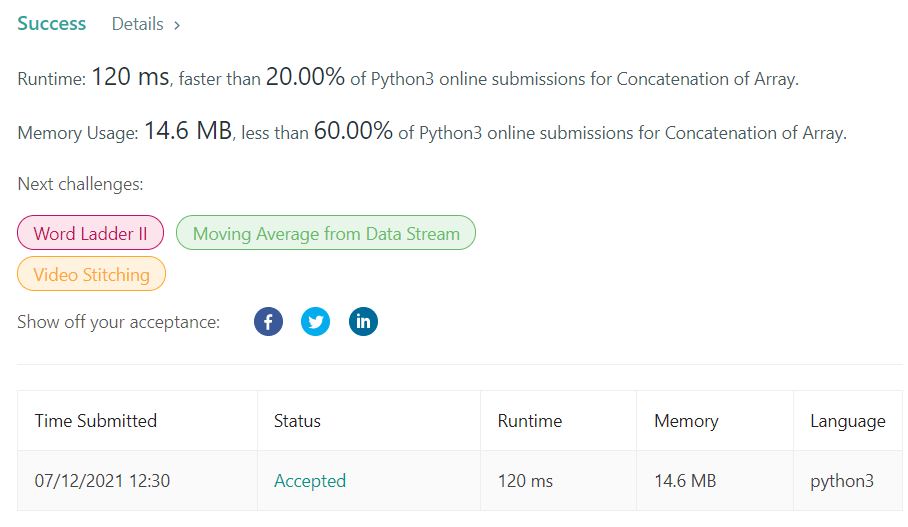 Success Details >
Runtime: 120 ms, faster than 20.00% of Python3 online submissions for Concatenation of Array.
Memory Usage: 14.6 MB, less than 60.00% of Python3 online submissions for Concatenation of Array.
Next challenges:
Word Ladder II Moving Average from Data Stream
Video Stitching
Show off your acceptance: f in
Time Submitted Status Runtime Memory Language
07/12/2021 12:30 Accepted 120 ms 14.6 MB python3